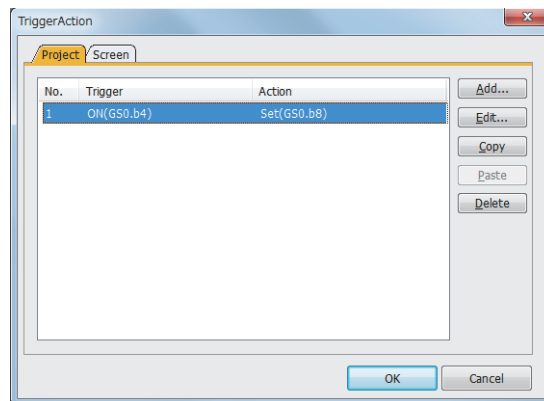 TriggerAction
Project Screen
No. Trigger Action
1 ON(GS0.b4) Set(GS0.b8)
Add...
Edit...
Copy
Paste
Delete
OK Cancel